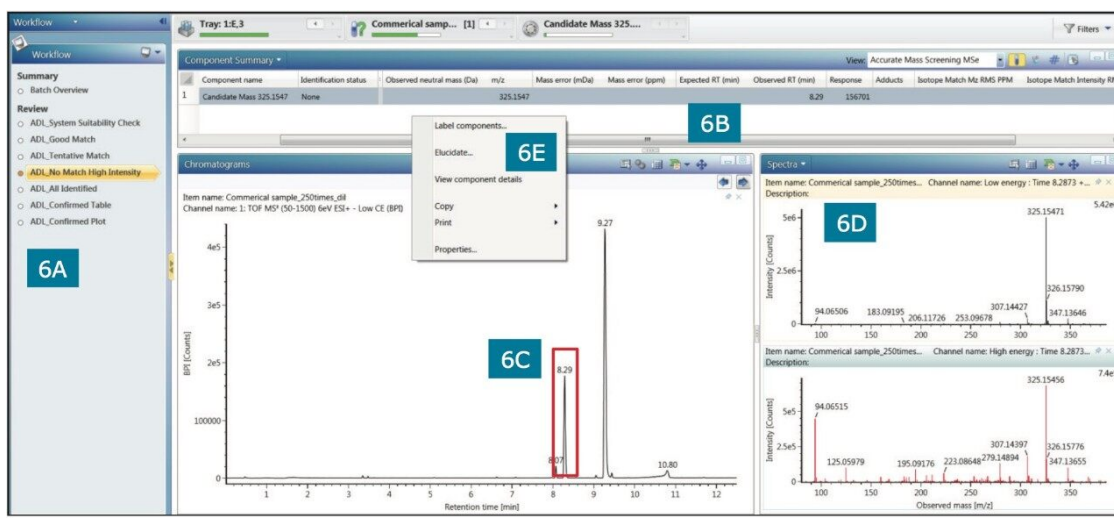 Workflow
Tray: 1:E,3
Commerical samp... [1]
Candidate Mass 325....
Filters
Workflow
Summary
Batch Overview
Review
ADL_System Suitability Check
ADL_Good Match
ADL_Tentative Match
ADL_No Match High Intensity
ADL_All Identified
ADL_Confirmed Table
ADL_Confirmed Plot
6A
Component Summary
View: Accurate Mass Screening MSe
Component name Identification status Observed neutral mass (Da) m/z Mass error (mDa) Mass error (ppm) Expected RT (min) Observed RT (min) Response Adducts Isotope Match Mz RMS PPM Isotope Match Intensity
1 Candidate Mass 325.1547 None 325.1547 8.29 156701
6B
Label components...
Elucidate...
View component details
Copy
Print
Properties...
6E
Chromatograms
Item name: Commerical sample_250times_dil
Channel name: 1: TOF MSᴱ (50-1500) 6eV ESI+ - Low CE (BPI)
9.27
4e5
3e5
2e5
100000
0
BPI [Counts]
6C
8.29
8.07
10.80
1 2 3 4 5 6 7 8 9 10 11 12
Retention time [min]
Spectra
Item name: Commerical sample_250times... Channel name: Low energy : Time 8.2873 +...
Description:
6D
5.42e
325.15471
5e6
2.5e6
0
Intensity [Counts]
94.06506
183.09195
206.11726
253.09678
307.14427
326.15790
347.13646
100 150 200 250 300 350
Item name: Commerical sample_250times... Channel name: High energy : Time 8.2873...
Description:
7.4e
325.15456
5e5
2.5e5
0
Intensity [Counts]
94.06515
125.05979
195.09176
223.08648
279.14894
307.14397
326.15776
347.13655
100 150 200 250 300 350
Observed mass [m/z]